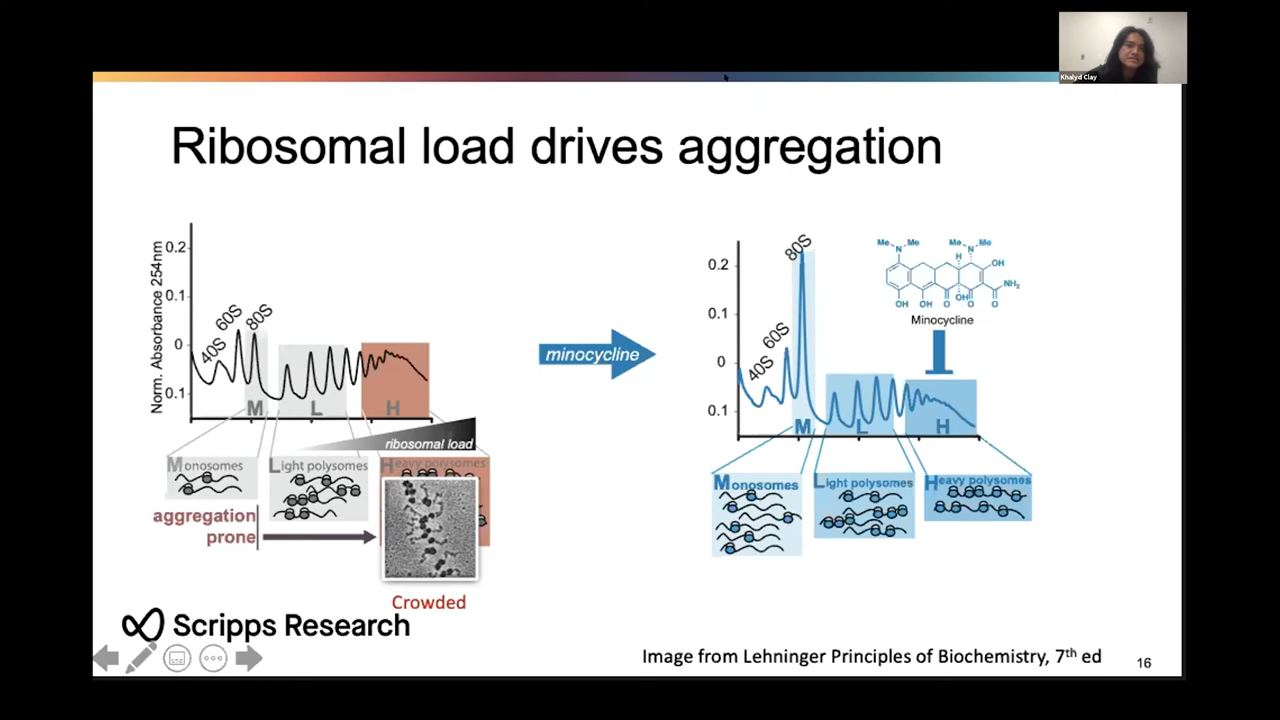 Khalyd Clay
Ribosomal load drives aggregation
Norm. Absorbance 254nm
0.2
0.1
0
0.1
40S
60S
80S
M
L
H
ribosomal load
Monosomes
Light polysomes
Heavy polysomes
aggregation
prone
Crowded
minocycline
0.2
0.1
0
0.1
40S
60S
80S
Me
Me
N
Me
Me
N
H
OH
NH2
OH
OH
O
OH
O
O
Minocycline
M
L
H
Monosomes
Light polysomes
Heavy polysomes
Scripps Research
Image from Lehninger Principles of Biochemistry, 7th ed
16